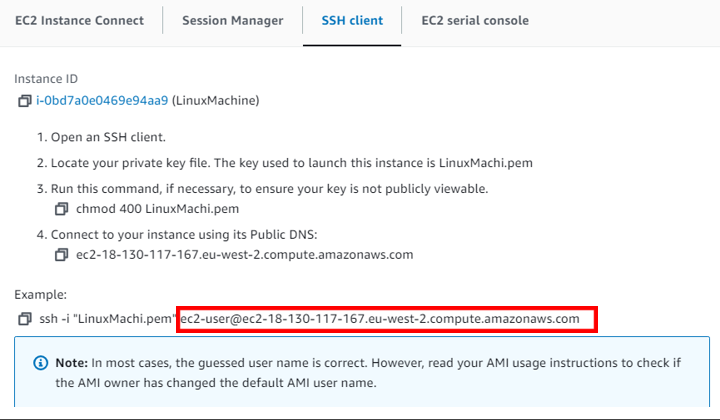 EC2 Instance Connect
Session Manager
SSH client
EC2 serial console
Instance ID
i-0bd7a0e0469e94aa9 (LinuxMachine)
1. Open an SSH client.
2. Locate your private key file. The key used to launch this instance is LinuxMachi.pem
3. Run this command, if necessary, to ensure your key is not publicly viewable.
chmod 400 LinuxMachi.pem
4. Connect to your instance using its Public DNS:
ec2-18-130-117-167.eu-west-2.compute.amazonaws.com
Example:
ssh -i "LinuxMachi.pem" ec2-user@ec2-18-130-117-167.eu-west-2.compute.amazonaws.com
Note: In most cases, the guessed user name is correct. However, read your AMI usage instructions to check if
the AMI owner has changed the default AMI user name.